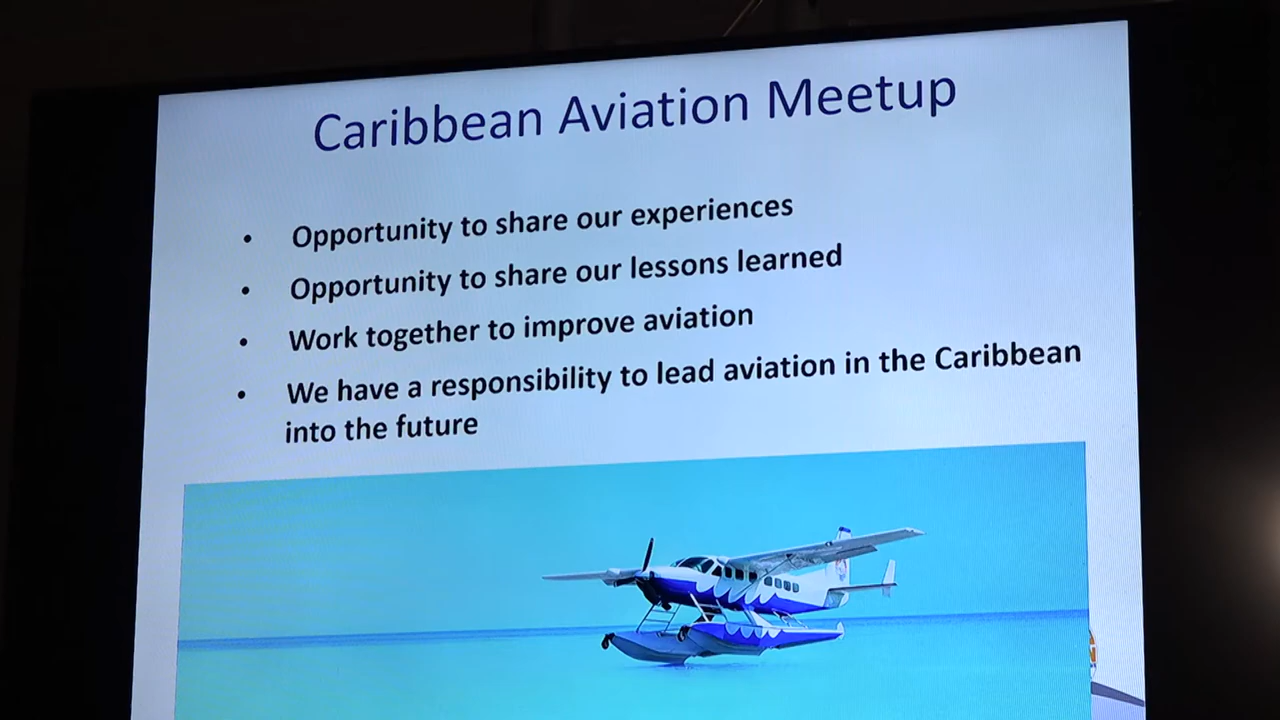 Caribbean Aviation Meetup
• Opportunity to share our experiences
• Opportunity to share our lessons learned
• Work together to improve aviation
• We have a responsibility to lead aviation in the Caribbean
into the future